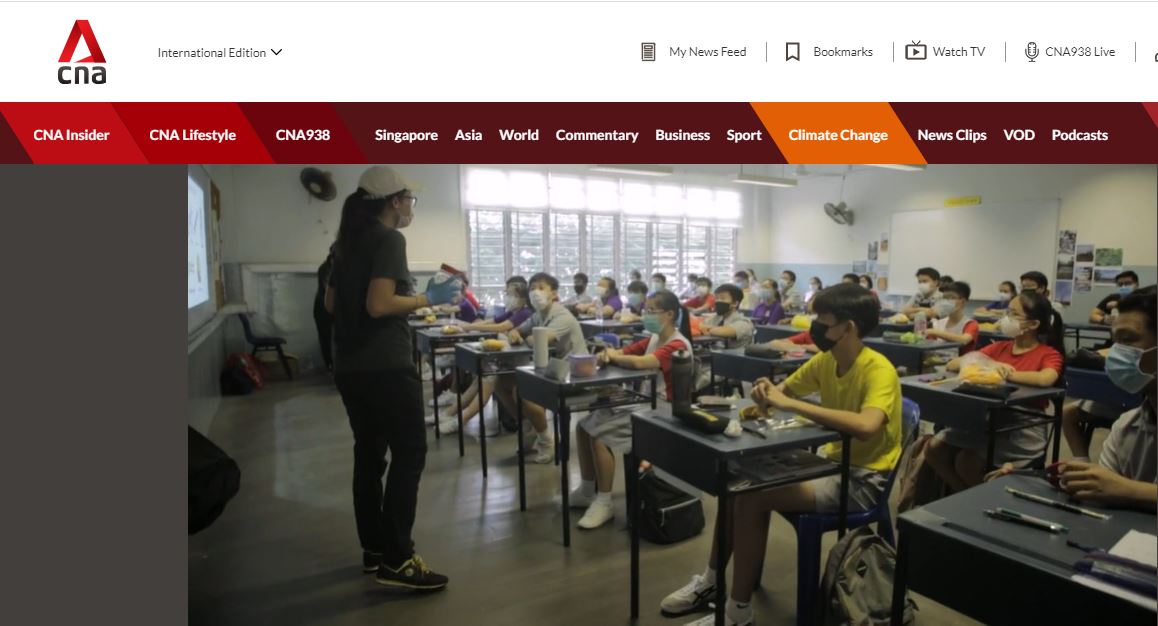 cna
International Edition
My News Feed
Bookmarks
Watch TV
CNA938 Live
CNA Insider
CNA Lifestyle
CNA938
Singapore
Asia
World
Commentary
Business
Sport
Climate Change
News Clips
VOD
Podcasts